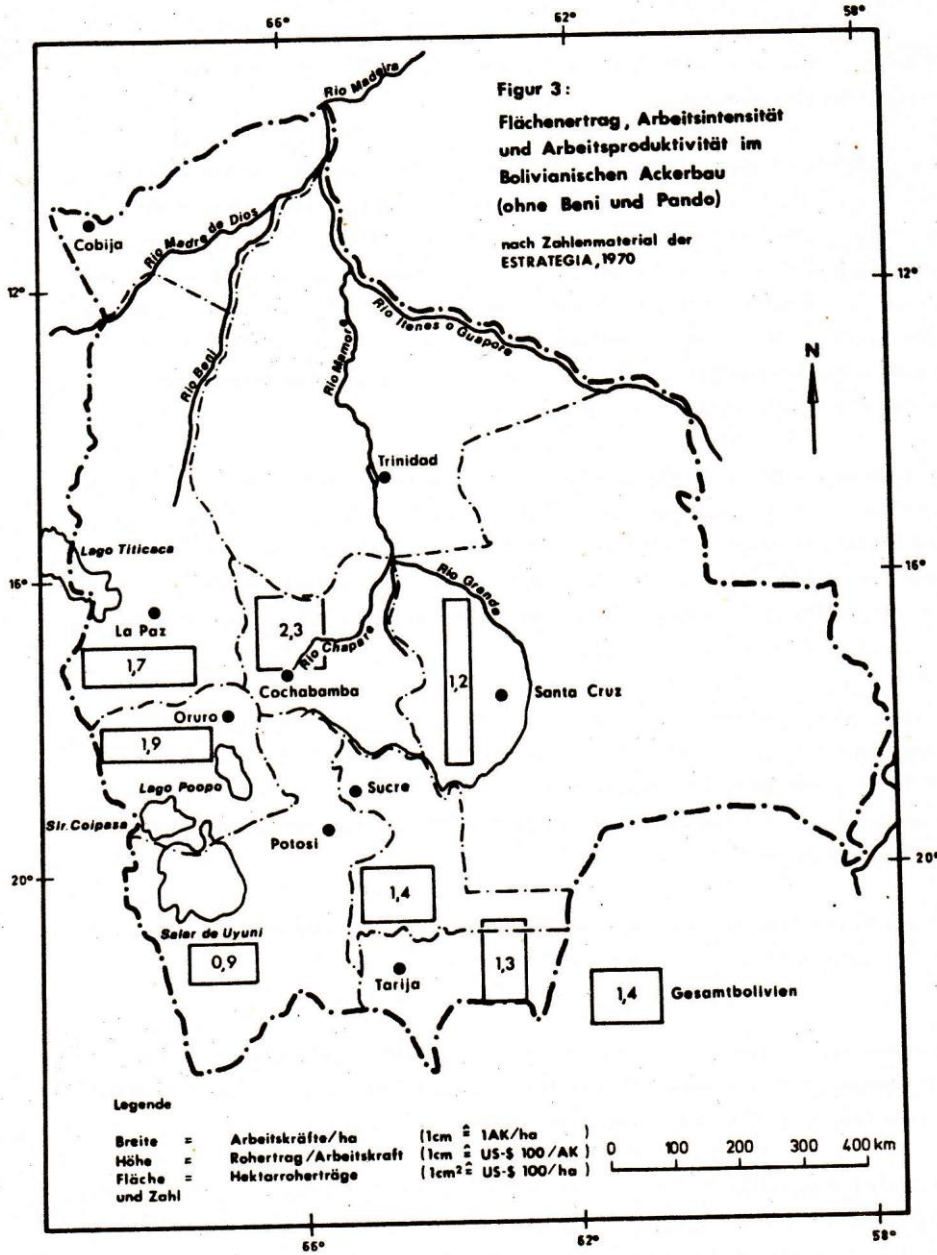 66° 62° 58°
Rio Madeira
Figur 3:
Flächenertrag, Arbeitsintensität
und Arbeitsproduktivität im
Bolivianischen Ackerbau
(ohne Beni und Pando)
nach Zahlenmaterial der
ESTRATEGIA, 1970
Cobija
Rio Madre de Dios
12° 12°
Rio Itenes o Guapore
Rio Beni
Rio Mamore
N
Trinidad
Lago Titicaca
16° 16°
Rio Grande
La Paz
2,3
Rio Chapare
1,7
1,2
Cochabamba
Santa Cruz
Oruro
1,9
Lago Poopo
Sucre
Slr. Coipasa
Potosi
20° 20°
1,4
Salar de Uyuni
0,9
Tarija
1,3
1,4 Gesamtbolivien
Legende
Breite = Arbeitskräfte/ha (1cm ≙ 1AK/ha )
Höhe = Rohertrag/Arbeitskraft (1cm ≙ US-$ 100/AK )
Fläche = Hektarroherträge (1cm² ≙ US-$ 100/ha )
und Zahl
0 100 200 300 400 km
66° 62° 58°